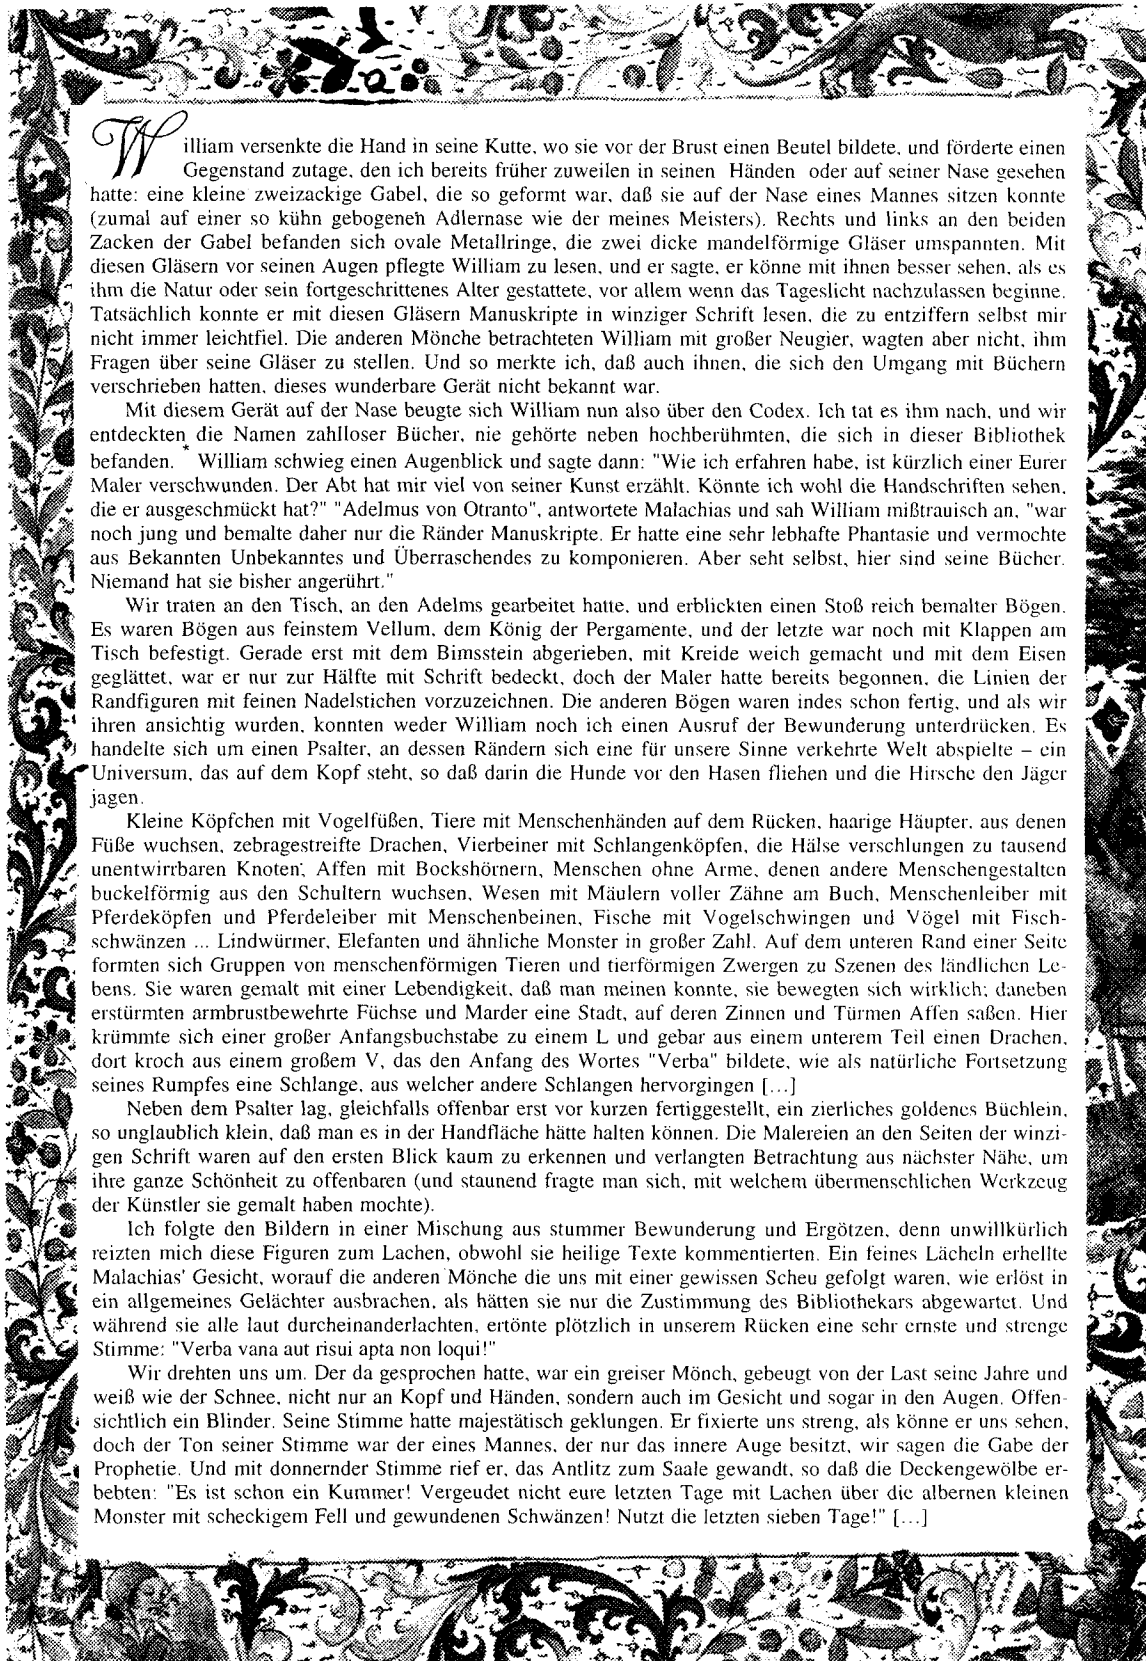 William versenkte die Hand in seine Kutte, wo sie vor der Brust einen Beutel bildete, und förderte einen
Gegenstand zutage, den ich bereits früher zuweilen in seinen Händen oder auf seiner Nase gesehen
hatte: eine kleine zweizackige Gabel, die so geformt war, daß sie auf der Nase eines Mannes sitzen konnte
(zumal auf einer so kühn gebogenen Adlernase wie der meines Meisters). Rechts und links an den beiden
Zacken der Gabel befanden sich ovale Metallringe, die zwei dicke mandelförmige Gläser umspannten. Mit
diesen Gläsern vor seinen Augen pflegte William zu lesen, und er sagte, er könne mit ihnen besser sehen, als es
ihm die Natur oder sein fortgeschrittenes Alter gestattete, vor allem wenn das Tageslicht nachzulassen beginne.
Tatsächlich konnte er mit diesen Gläsern Manuskripte in winziger Schrift lesen, die zu entziffern selbst mir
nicht immer leichtfiel. Die anderen Mönche betrachteten William mit großer Neugier, wagten aber nicht, ihm
Fragen über seine Gläser zu stellen. Und so merkte ich, daß auch ihnen, die sich den Umgang mit Büchern
verschrieben hatten, dieses wunderbare Gerät nicht bekannt war.
Mit diesem Gerät auf der Nase beugte sich William nun also über den Codex. Ich tat es ihm nach, und wir
entdeckten die Namen zahlloser Bücher, nie gehörte neben hochberühmten, die sich in dieser Bibliothek
befanden. * William schwieg einen Augenblick und sagte dann: "Wie ich erfahren habe, ist kürzlich einer Eurer
Maler verschwunden. Der Abt hat mir viel von seiner Kunst erzählt. Könnte ich wohl die Handschriften sehen,
die er ausgeschmückt hat?" "Adelmus von Otranto", antwortete Malachias und sah William mißtrauisch an, "war
noch jung und bemalte daher nur die Ränder Manuskripte. Er hatte eine sehr lebhafte Phantasie und vermochte
aus Bekannten Unbekanntes und Überraschendes zu komponieren. Aber seht selbst, hier sind seine Bücher.
Niemand hat sie bisher angerührt."
Wir traten an den Tisch, an den Adelms gearbeitet hatte, und erblickten einen Stoß reich bemalter Bögen.
Es waren Bögen aus feinstem Vellum, dem König der Pergamente, und der letzte war noch mit Klappen am
Tisch befestigt. Gerade erst mit dem Bimsstein abgerieben, mit Kreide weich gemacht und mit dem Eisen
geglättet, war er nur zur Hälfte mit Schrift bedeckt, doch der Maler hatte bereits begonnen, die Linien der
Randfiguren mit feinen Nadelstichen vorzuzeichnen. Die anderen Bögen waren indes schon fertig, und als wir
ihren ansichtig wurden, konnten weder William noch ich einen Ausruf der Bewunderung unterdrücken. Es
handelte sich um einen Psalter, an dessen Rändern sich eine für unsere Sinne verkehrte Welt abspielte – ein
Universum, das auf dem Kopf steht, so daß darin die Hunde vor den Hasen fliehen und die Hirsche den Jäger
jagen.
Kleine Köpfchen mit Vogelfüßen, Tiere mit Menschenhänden auf dem Rücken, haarige Häupter, aus denen
Füße wuchsen, zebragestreifte Drachen, Vierbeiner mit Schlangenköpfen, die Hälse verschlungen zu tausend
unentwirrbaren Knoten; Affen mit Bockshörnern, Menschen ohne Arme, denen andere Menschengestalten
buckelförmig aus den Schultern wuchsen, Wesen mit Mäulern voller Zähne am Buch, Menschenleiber mit
Pferdeköpfen und Pferdeleiber mit Menschenbeinen, Fische mit Vogelschwingen und Vögel mit Fisch-
schwänzen ... Lindwürmer, Elefanten und ähnliche Monster in großer Zahl. Auf dem unteren Rand einer Seite
formten sich Gruppen von menschenförmigen Tieren und tierförmigen Zwergen zu Szenen des ländlichen Le-
bens. Sie waren gemalt mit einer Lebendigkeit, daß man meinen konnte, sie bewegten sich wirklich; daneben
erstürmten armbrustbewehrte Füchse und Marder eine Stadt, auf deren Zinnen und Türmen Affen saßen. Hier
krümmte sich einer großer Anfangsbuchstabe zu einem L und gebar aus einem unterem Teil einen Drachen,
dort kroch aus einem großem V, das den Anfang des Wortes "Verba" bildete, wie als natürliche Fortsetzung
seines Rumpfes eine Schlange, aus welcher andere Schlangen hervorgingen [...]
Neben dem Psalter lag, gleichfalls offenbar erst vor kurzen fertiggestellt, ein zierliches goldenes Büchlein,
so unglaublich klein, daß man es in der Handfläche hätte halten können. Die Malereien an den Seiten der winzi-
gen Schrift waren auf den ersten Blick kaum zu erkennen und verlangten Betrachtung aus nächster Nähe, um
ihre ganze Schönheit zu offenbaren (und staunend fragte man sich, mit welchem übermenschlichen Werkzeug
der Künstler sie gemalt haben mochte).
Ich folgte den Bildern in einer Mischung aus stummer Bewunderung und Ergötzen, denn unwillkürlich
reizten mich diese Figuren zum Lachen, obwohl sie heilige Texte kommentierten. Ein feines Lächeln erhellte
Malachias' Gesicht, worauf die anderen Mönche die uns mit einer gewissen Scheu gefolgt waren, wie erlöst in
ein allgemeines Gelächter ausbrachen, als hätten sie nur die Zustimmung des Bibliothekars abgewartet. Und
während sie alle laut durcheinanderlachten, ertönte plötzlich in unserem Rücken eine sehr ernste und strenge
Stimme: "Verba vana aut risui apta non loqui!"
Wir drehten uns um. Der da gesprochen hatte, war ein greiser Mönch, gebeugt von der Last seine Jahre und
weiß wie der Schnee, nicht nur an Kopf und Händen, sondern auch im Gesicht und sogar in den Augen. Offen-
sichtlich ein Blinder. Seine Stimme hatte majestätisch geklungen. Er fixierte uns streng, als könne er uns sehen,
doch der Ton seiner Stimme war der eines Mannes, der nur das innere Auge besitzt, wir sagen die Gabe der
Prophetie. Und mit donnernder Stimme rief er, das Antlitz zum Saale gewandt, so daß die Deckengewölbe er-
bebten: "Es ist schon ein Kummer! Vergeudet nicht eure letzten Tage mit Lachen über die albernen kleinen
Monster mit scheckigem Fell und gewundenen Schwänzen! Nutzt die letzten sieben Tage!" [...]